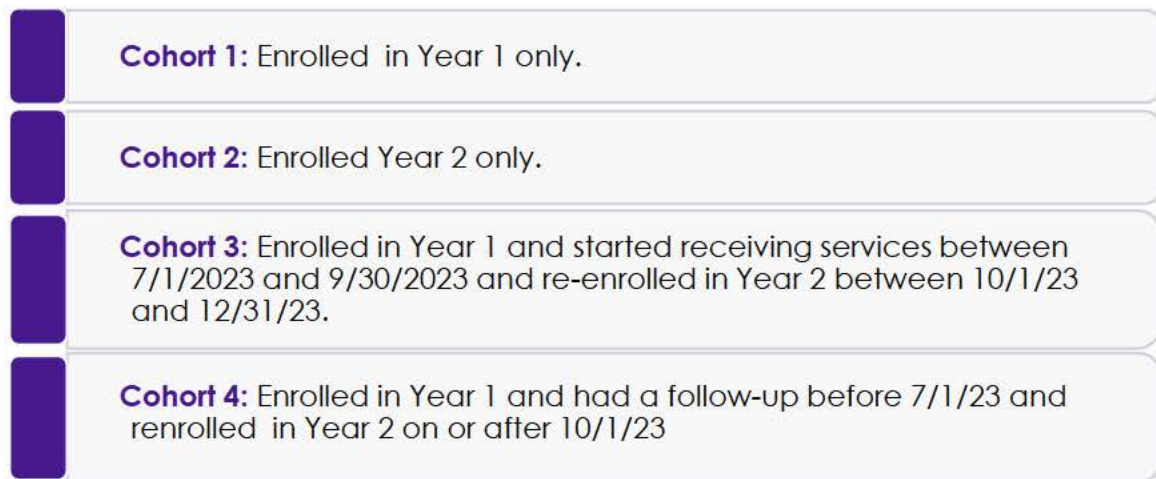 Cohort 1: Enrolled in Year 1 only.
Cohort 2: Enrolled Year 2 only.
Cohort 3: Enrolled in Year 1 and started receiving services between
7/1/2023 and 9/30/2023 and re-enrolled in Year 2 between 10/1/23
and 12/31/23.
Cohort 4: Enrolled in Year 1 and had a follow-up before 7/1/23 and
renrolled in Year 2 on or after 10/1/23